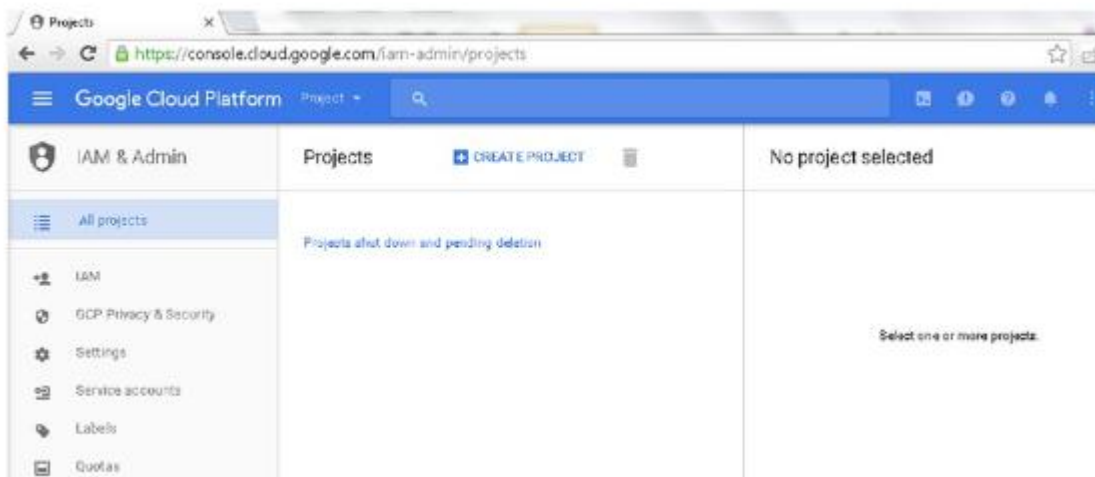 Projects
https://console.cloud.google.com/iam-admin/projects
Google Cloud Platform Project
IAM & Admin
Projects
CREATE PROJECT
No project selected
All projects
Projects shut down and pending deletion
IAM
GCP Privacy & Security
Settings
Service accounts
Labels
Quotas
Select one or more projects.